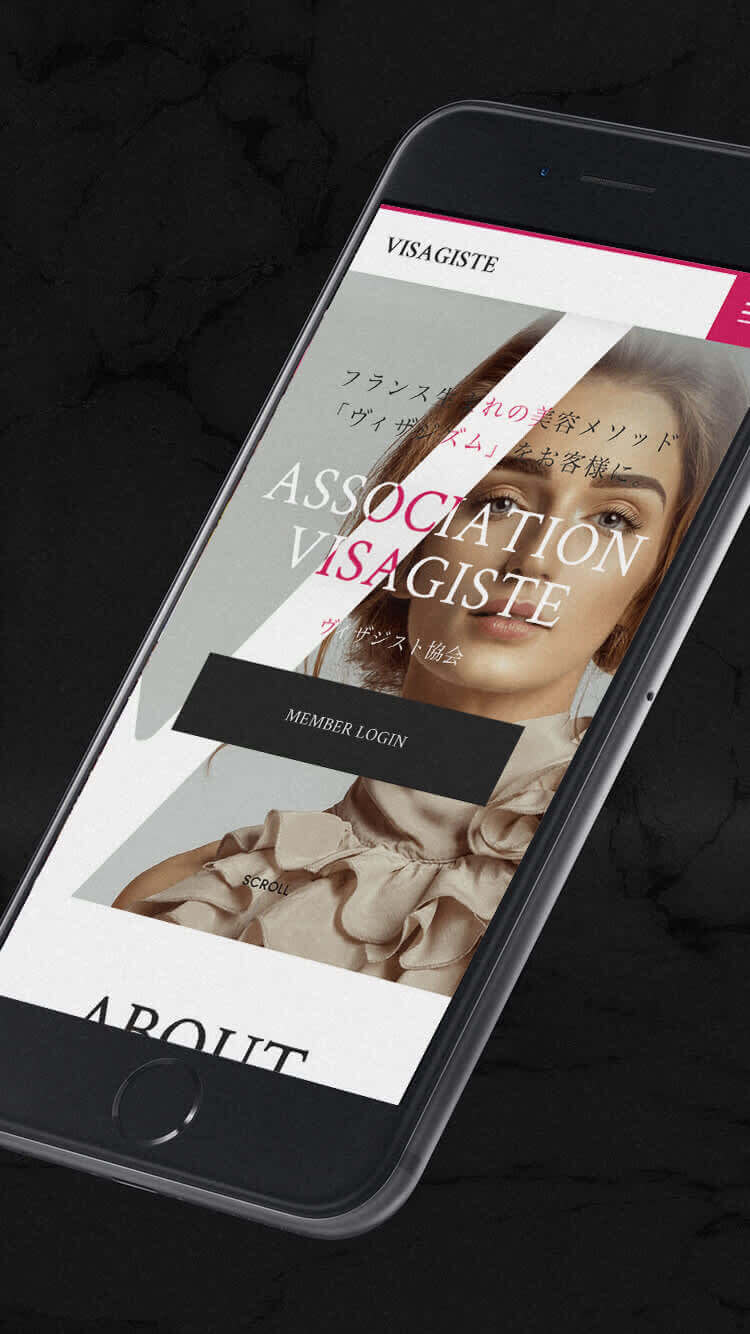 VISAGISTE
フランス生まれの美容メソッド
「ヴィザジズム」をお客様に。
ASSOCIATION
VISAGISTE
ヴィザジスト協会
MEMBER LOGIN
SCROLL
ABOUT